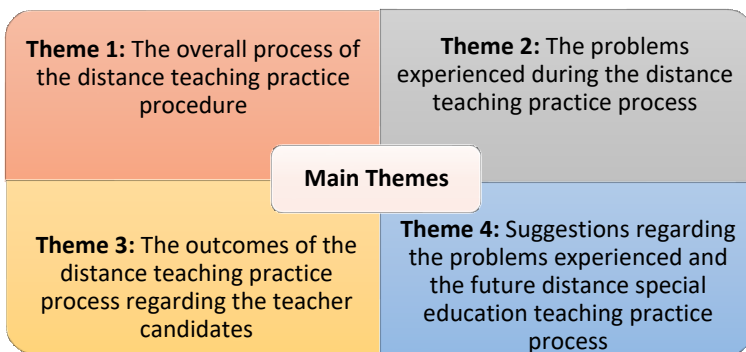 Theme 1: The overall process of
the distance teaching practice
procedure
Theme 2: The problems
experienced during the distance
teaching practice process
Main Themes
Theme 3: The outcomes of the
distance teaching practice
process regarding the teacher
candidates
Theme 4: Suggestions regarding
the problems experienced and
the future distance special
education teaching practice
process